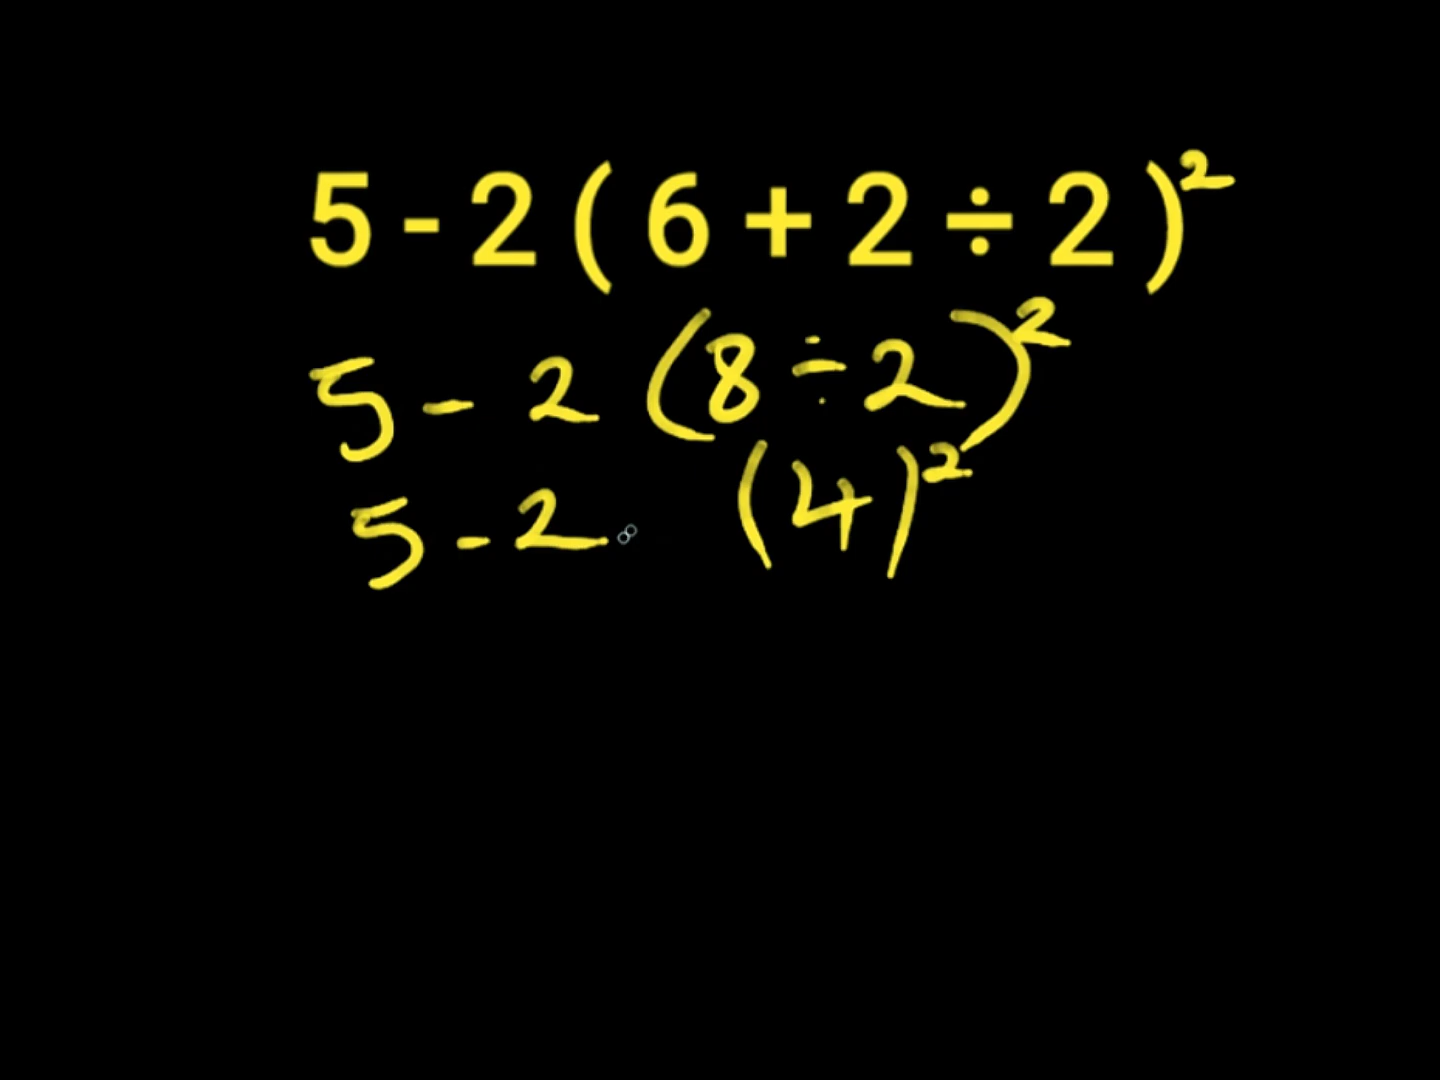 5 - 2 ( 6 + 2 ÷ 2 )²
5 - 2 (8 ÷ 2)²
5 - 2 (4)²